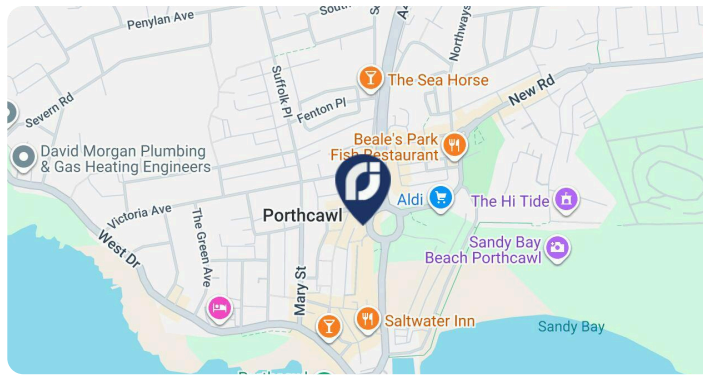 Penylan Ave
South
A4
Northways
Suffolk Pl
The Sea Horse
New Rd
Severn Rd
Fenton Pl
Beale's Park
Fish Restaurant
David Morgan Plumbing
& Gas Heating Engineers
Aldi
The Hi Tide
Victoria Ave
The Green Ave
Porthcawl
West Dr
Sandy Bay
Beach Porthcawl
Mary St
Saltwater Inn
Sandy Bay